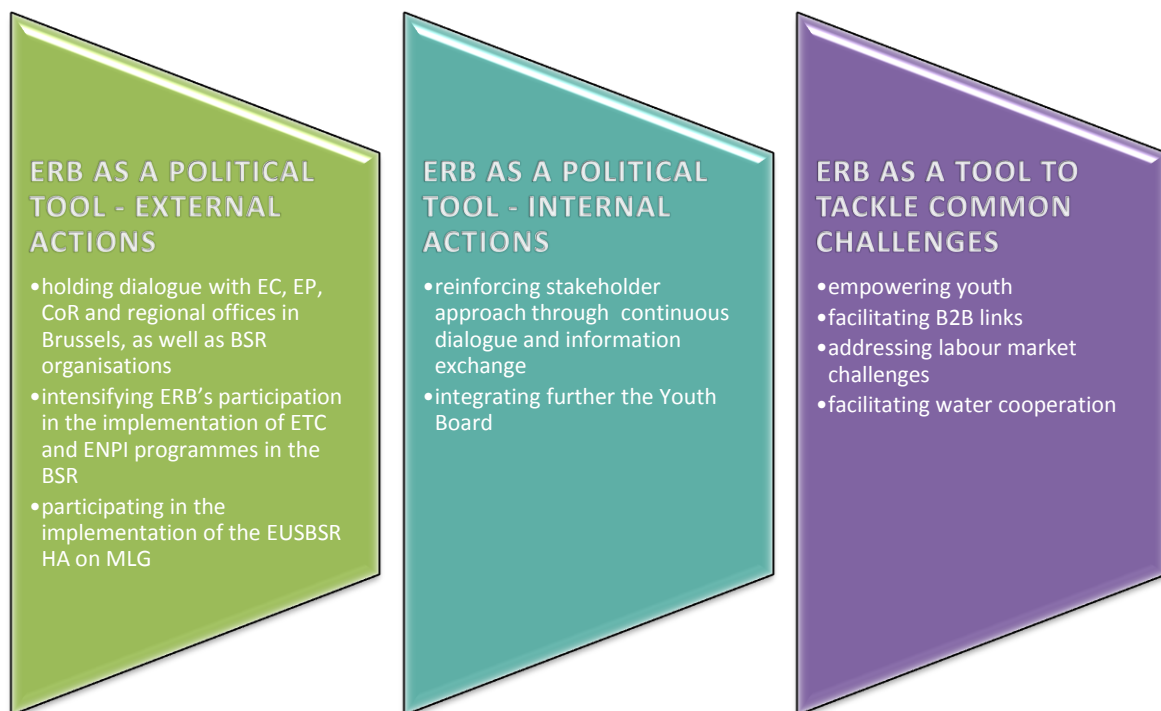 ERB AS A POLITICAL
TOOL - EXTERNAL
ACTIONS
•holding dialogue with EC, EP,
CoR and regional offices in
Brussels, as well as BSR
organisations
•intensifying ERB’s participation
in the implementation of ETC
and ENPI programmes in the
BSR
•participating in the
implementation of the EUSBSR
HA on MLG
ERB AS A POLITICAL
TOOL - INTERNAL
ACTIONS
•reinforcing stakeholder
approach through continuous
dialogue and information
exchange
•integrating further the Youth
Board
ERB AS A TOOL TO
TACKLE COMMON
CHALLENGES
•empowering youth
•facilitating B2B links
•addressing labour market
challenges
•facilitating water cooperation